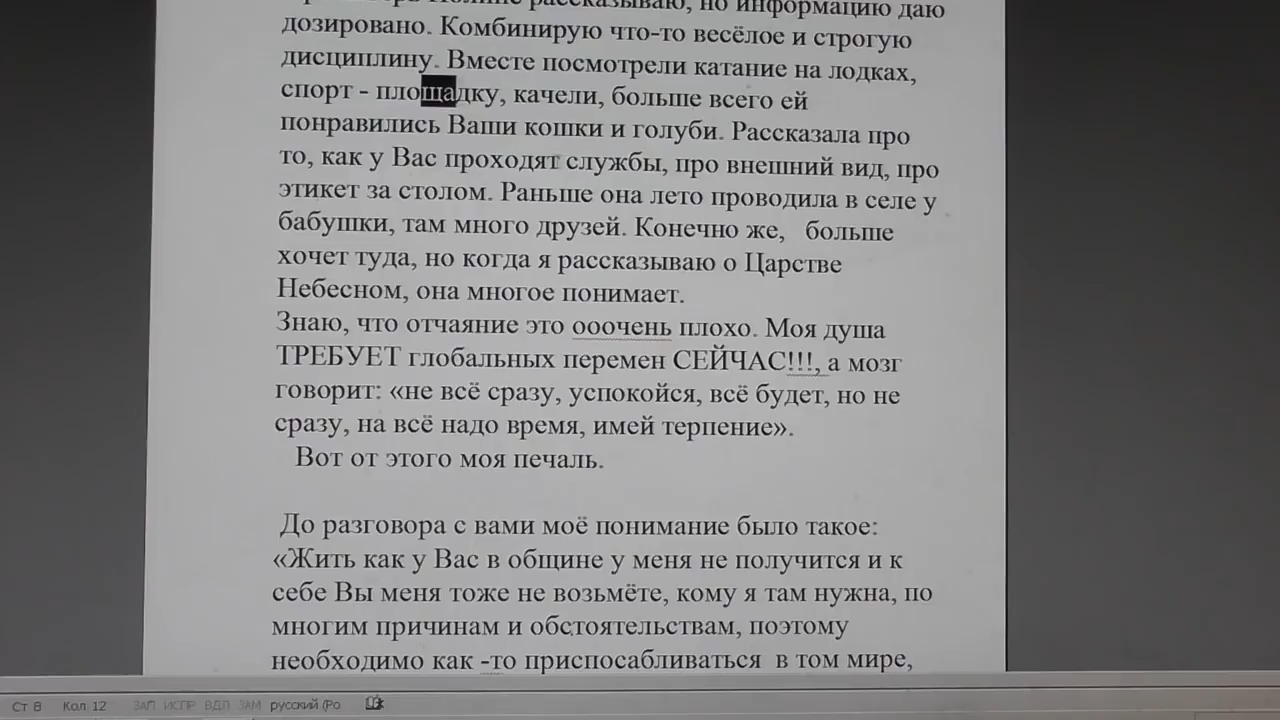 рассказываю, но информацию даю
дозировано. Комбинирую что-то весёлое и строгую
дисциплину. Вместе посмотрели катание на лодках,
спорт - площадку, качели, больше всего ей
понравились Ваши кошки и голуби. Рассказала про
то, как у Вас проходят службы, про внешний вид, про
этикет за столом. Раньше она лето проводила в селе у
бабушки, там много друзей. Конечно же,   больше
хочет туда, но когда я рассказываю о Царстве
Небесном, она многое понимает.
Знаю, что отчаяние это ооочень плохо. Моя душа
ТРЕБУЕТ глобальных перемен СЕЙЧАС!!!, а мозг
говорит: «не всё сразу, успокойся, всё будет, но не
сразу, на всё надо время, имей терпение».
Вот от этого моя печаль.
До разговора с вами моё понимание было такое:
«Жить как у Вас в общине у меня не получится и к
себе Вы меня тоже не возьмёте, кому я там нужна, по
многим причинам и обстоятельствам, поэтому
необходимо как -то приспосабливаться  в том мире,
Ст 8 Кол 12 ЗАП ИСПР ВДЛ ЗАМ русский (Ро